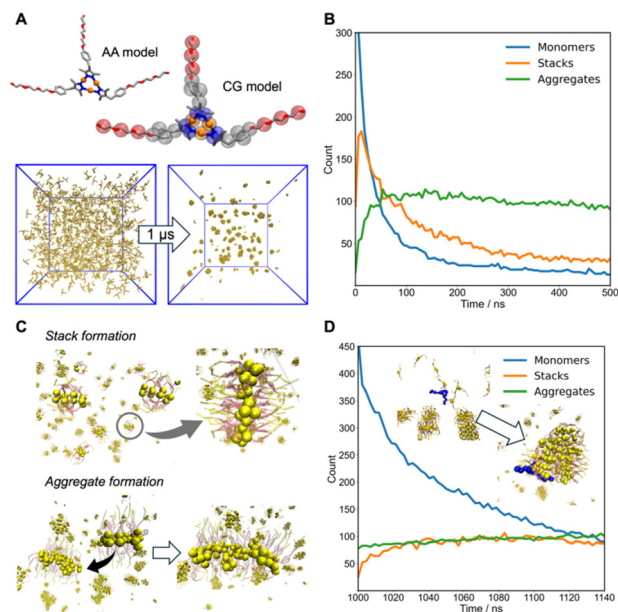 A
AA model
CG model
1 µs
B
Monomers
Stacks
Aggregates
300
250
200
150
100
50
Count
0
100
200
300
400
500
Time / ns
C
Stack formation
Aggregate formation
D
Monomers
Stacks
Aggregates
450
400
350
300
250
200
150
100
50
0
Count
1000
1020
1040
1060
1080
1100
1120
1140
Time / ns